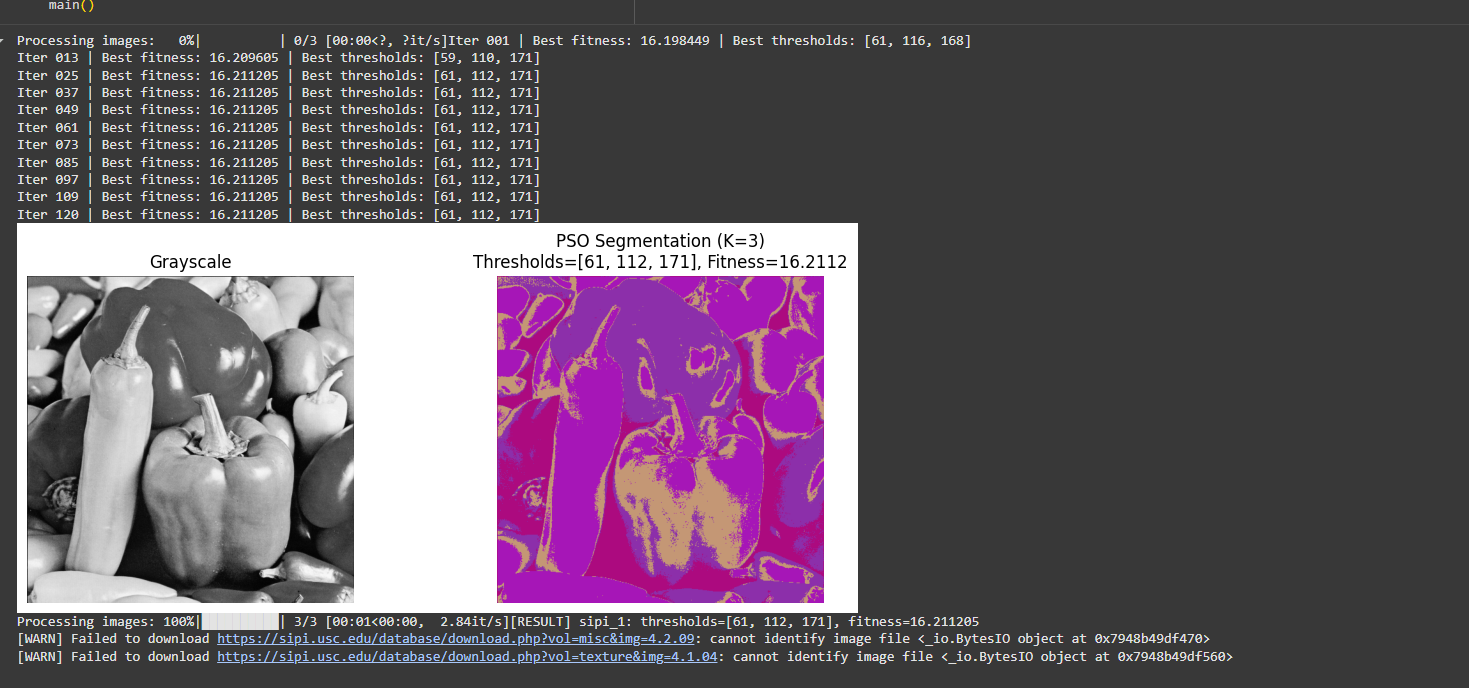 main()
Processing images:   0%|          | 0/3 [00:00<?, ?it/s]Iter 001 | Best fitness: 16.198449 | Best thresholds: [61, 116, 168]
Iter 013 | Best fitness: 16.209605 | Best thresholds: [59, 110, 171]
Iter 025 | Best fitness: 16.211205 | Best thresholds: [61, 112, 171]
Iter 037 | Best fitness: 16.211205 | Best thresholds: [61, 112, 171]
Iter 049 | Best fitness: 16.211205 | Best thresholds: [61, 112, 171]
Iter 061 | Best fitness: 16.211205 | Best thresholds: [61, 112, 171]
Iter 073 | Best fitness: 16.211205 | Best thresholds: [61, 112, 171]
Iter 085 | Best fitness: 16.211205 | Best thresholds: [61, 112, 171]
Iter 097 | Best fitness: 16.211205 | Best thresholds: [61, 112, 171]
Iter 109 | Best fitness: 16.211205 | Best thresholds: [61, 112, 171]
Iter 120 | Best fitness: 16.211205 | Best thresholds: [61, 112, 171]
Grayscale
PSO Segmentation (K=3)
Thresholds=[61, 112, 171], Fitness=16.2112
Processing images: 100%|██████████| 3/3 [00:01<00:00,  2.84it/s][RESULT] sipi_1: thresholds=[61, 112, 171], fitness=16.211205
[WARN] Failed to download https://sipi.usc.edu/database/download.php?vol=misc&img=4.2.09: cannot identify image file <_io.BytesIO object at 0x7948b49df470>
[WARN] Failed to download https://sipi.usc.edu/database/download.php?vol=texture&img=4.1.04: cannot identify image file <_io.BytesIO object at 0x7948b49df560>